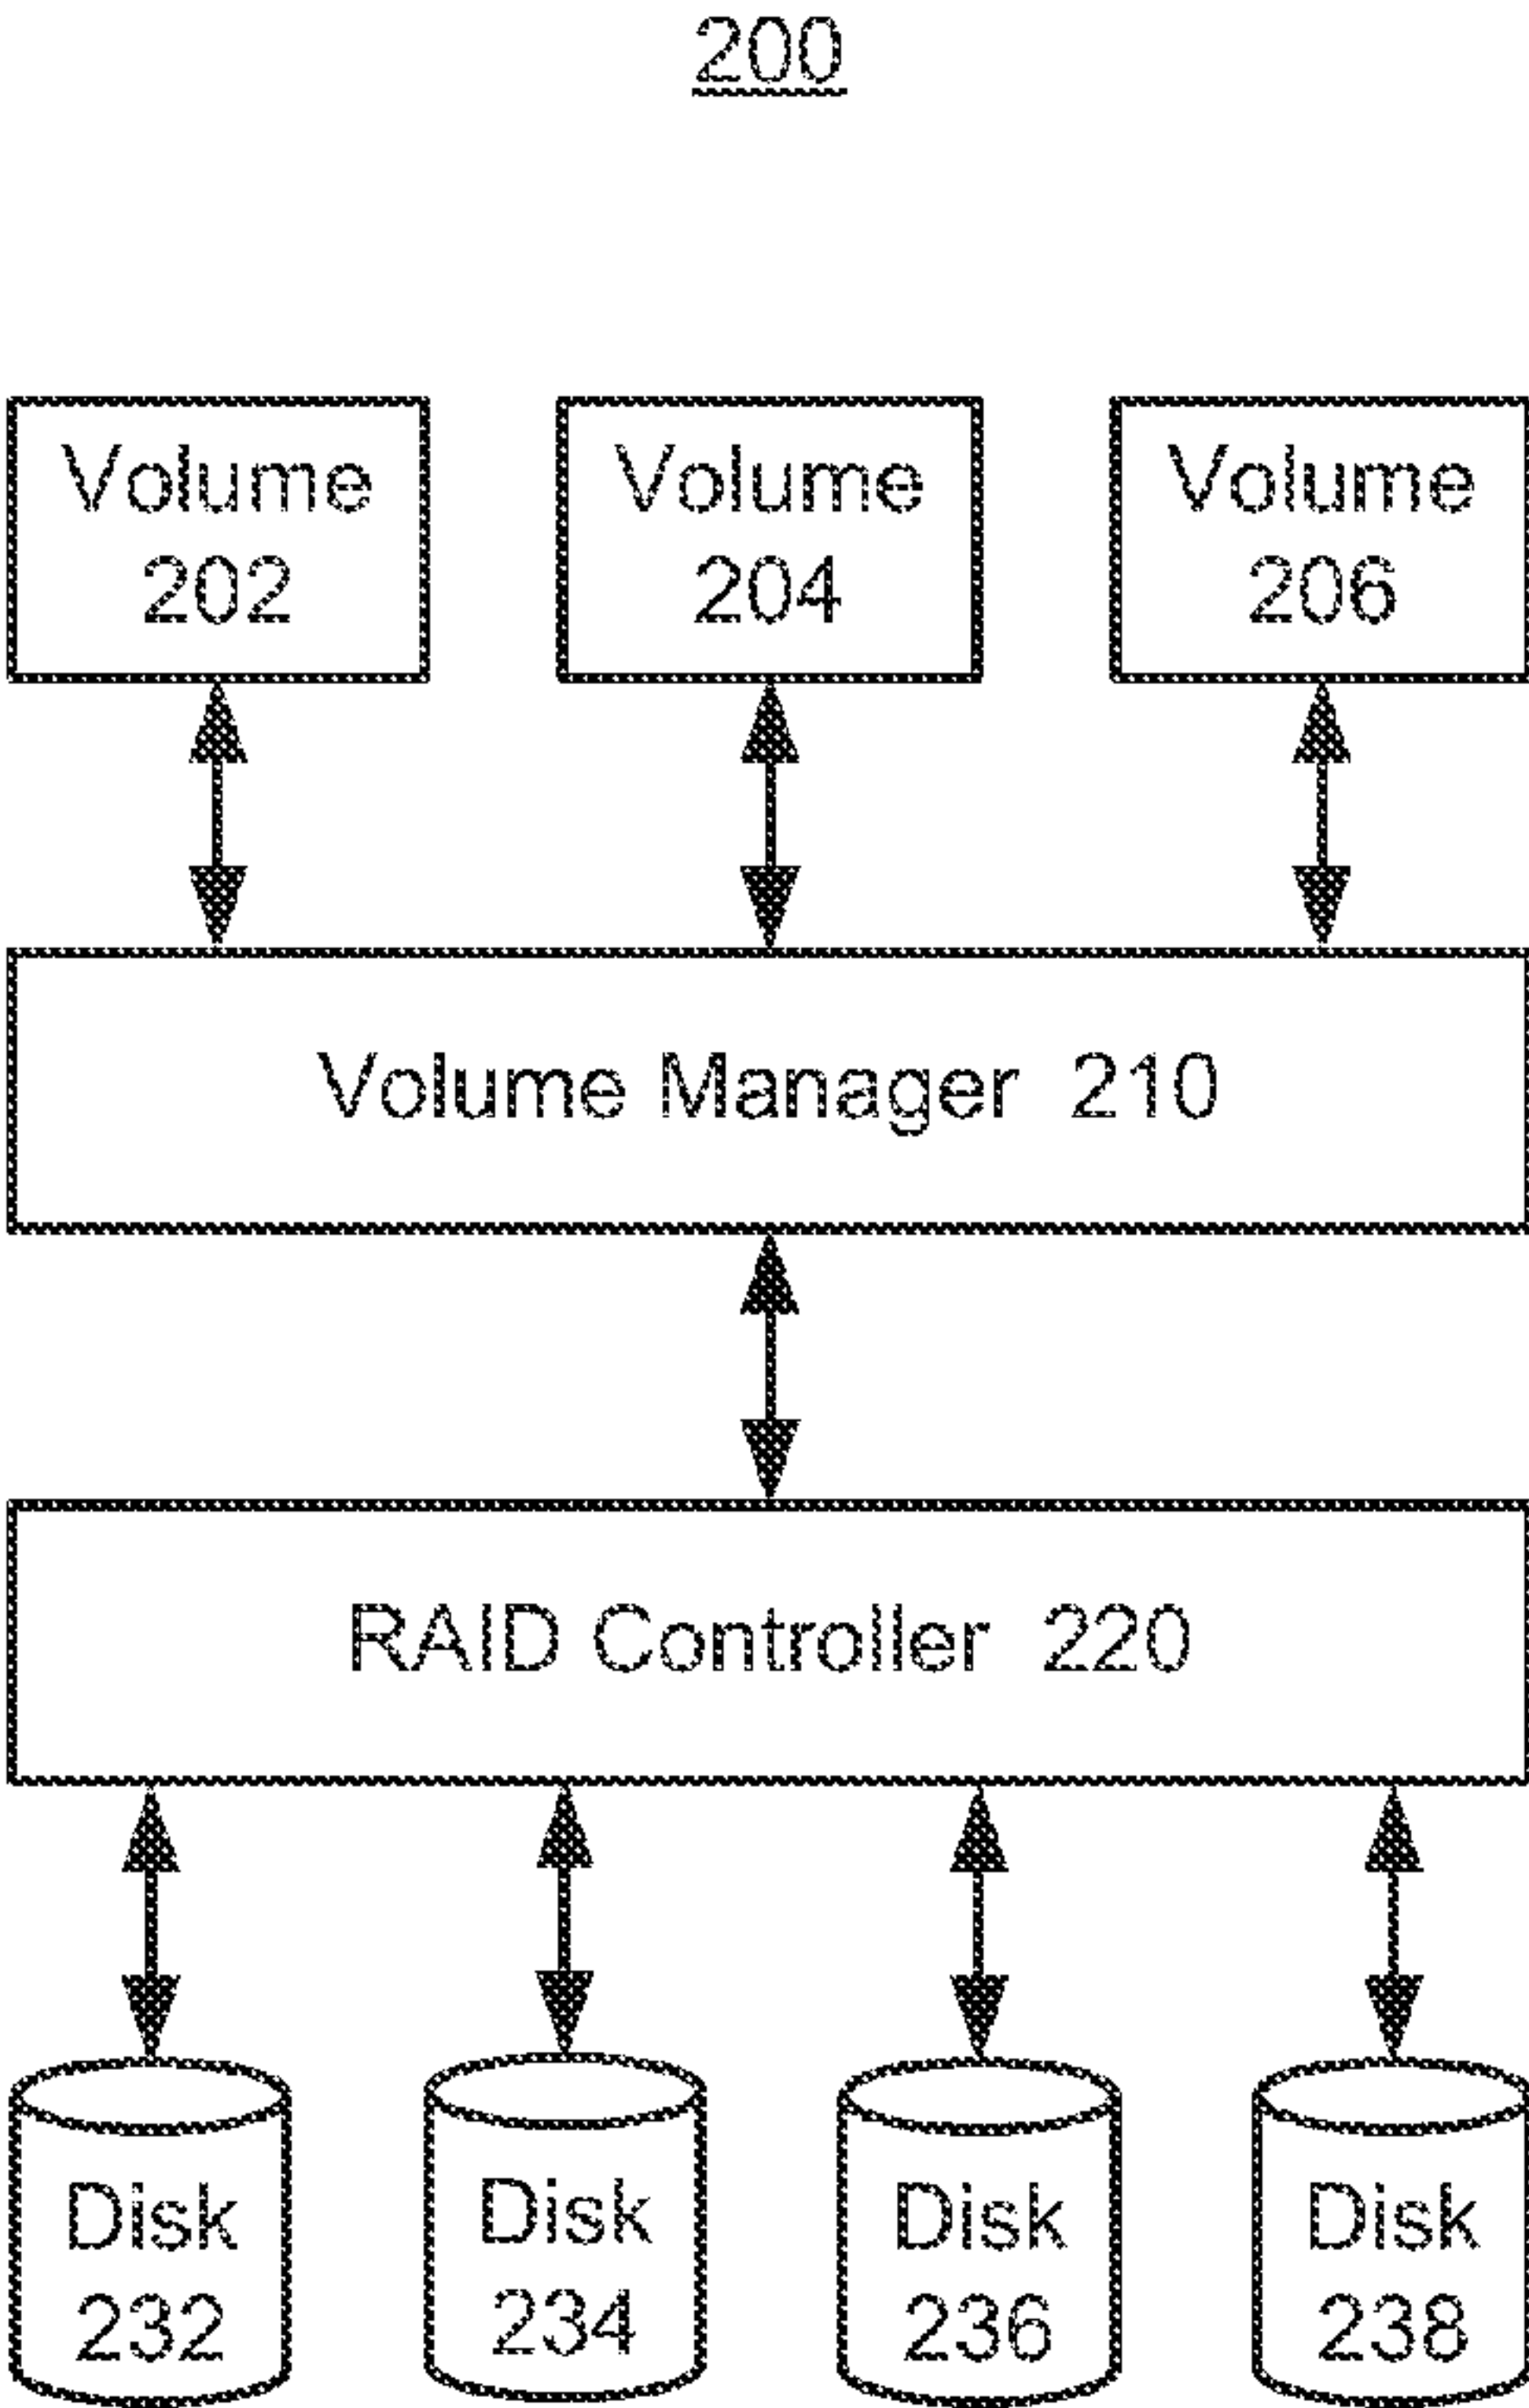 200
Volume Volume Volume
202 204 206
Volume Manager 210
RAID Controller 220
Disk Disk Disk Disk
232 234 236 238